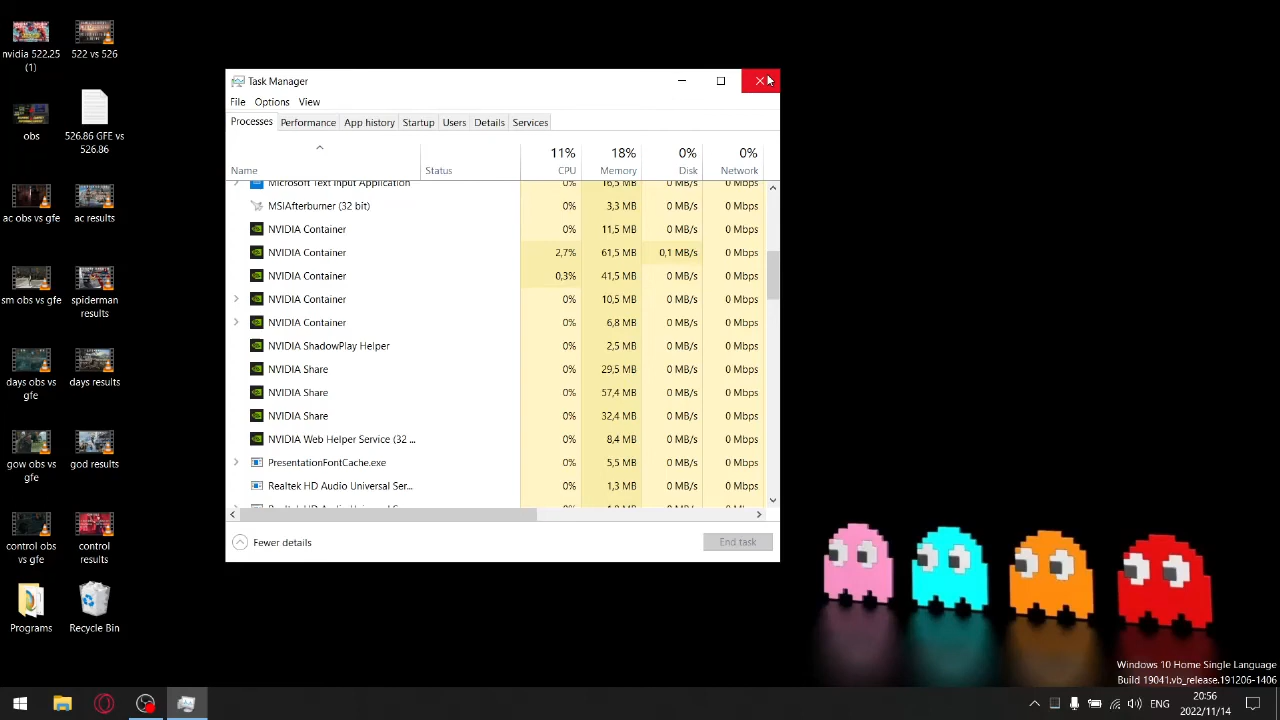 nvidia 522.25
(1)
522 vs 526
obs
526.86 GFE vs
526.86
ac obs vs gfe
ac results
sm obs vs gfe
spiderman
results
days obs vs
gfe
days results
gow obs vs
gfe
god results
control obs
vs gfe
control
results
Programs
Recycle Bin
Task Manager
File Options View
Processes Performance App history Startup Users Details Services
11% 18% 0% 0%
Name Status CPU Memory Disk Network
Microsoft Text Input Application 0% 16,5 MB 0 MB/s 0 Mbps
MSIAfterburner (32 bit) 0% 3,3 MB 0 MB/s 0 Mbps
NVIDIA Container 0% 11,5 MB 0 MB/s 0 Mbps
NVIDIA Container 2,7% 61,5 MB 0,1 MB/s 0 Mbps
NVIDIA Container 0,3% 41,5 MB 0 MB/s 0 Mbps
NVIDIA Container 0% 10,5 MB 0 MB/s 0 Mbps
NVIDIA Container 0% 6,8 MB 0 MB/s 0 Mbps
NVIDIA ShadowPlay Helper 0% 2,5 MB 0 MB/s 0 Mbps
NVIDIA Share 0% 29,5 MB 0 MB/s 0 Mbps
NVIDIA Share 0% 57,4 MB 0 MB/s 0 Mbps
NVIDIA Share 0% 32,4 MB 0 MB/s 0 Mbps
NVIDIA Web Helper Service (32 ... 0% 8,4 MB 0 MB/s 0 Mbps
PresentationFontCache.exe 0% 5,5 MB 0 MB/s 0 Mbps
Realtek HD Audio Universal Ser... 0% 1,3 MB 0 MB/s 0 Mbps
Fewer details
End task
Windows 10 Home Single Language
Build 19041.vb_release.191206-1406
ENG
20:56
2022/11/14